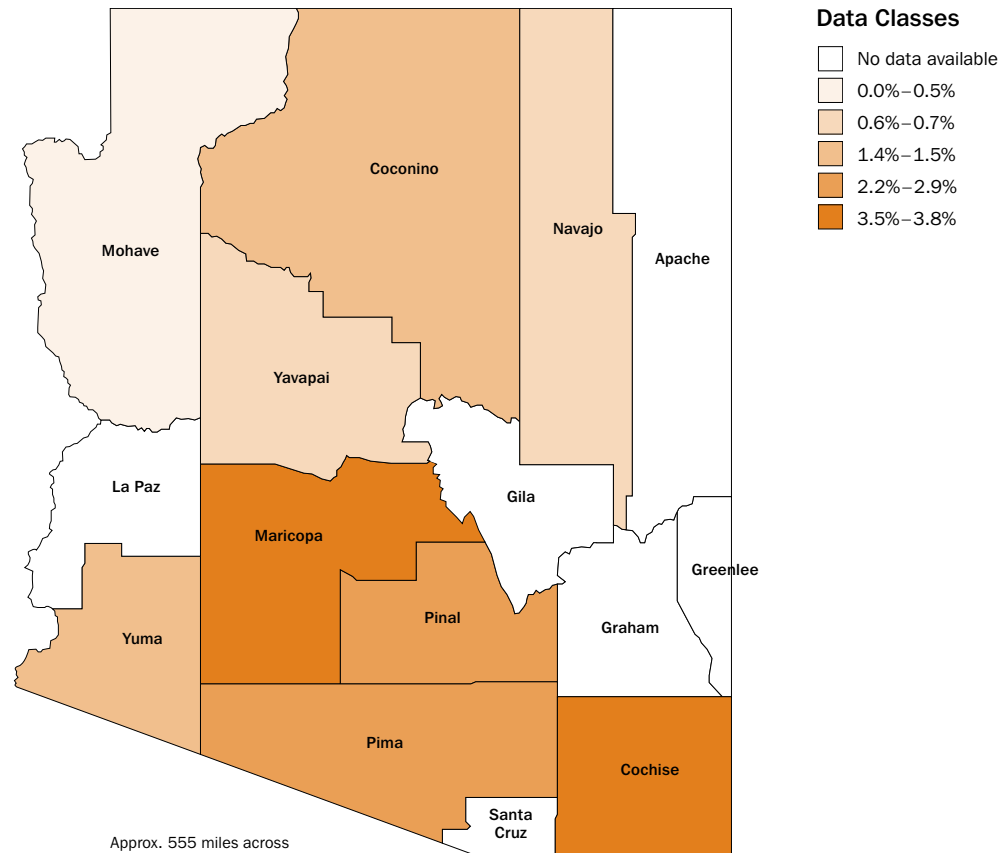 Data Classes
No data available
0.0%–0.5%
0.6%–0.7%
1.4%–1.5%
2.2%–2.9%
3.5%–3.8%
Coconino
Navajo
Mohave
Apache
Yavapai
La Paz
Gila
Maricopa
Greenlee
Pinal
Graham
Yuma
Pima
Cochise
Santa
Cruz
Approx. 555 miles across